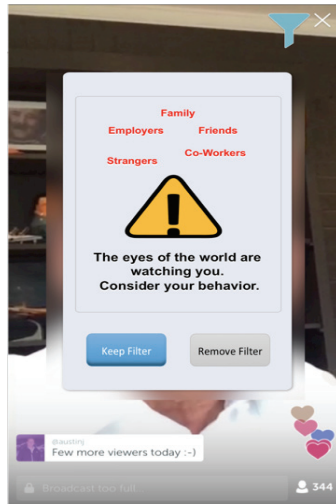 Family
Employers Friends
Strangers Co-Workers
The eyes of the world are
watching you.
Consider your behavior.
Keep Filter Remove Filter
@austinj
Few more viewers today :-)
Broadcast too full...
344